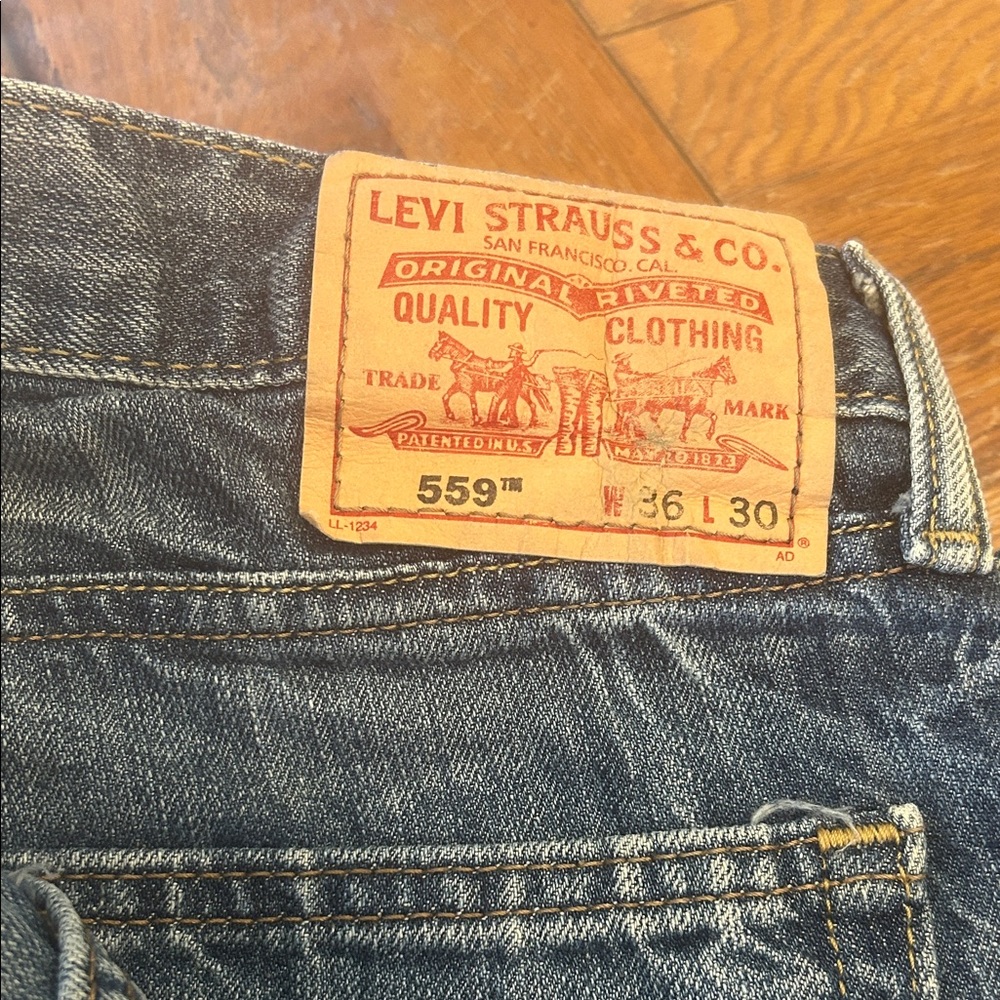 LEVI STRAUSS & CO.
SAN FRANCISCO. CAL.
ORIGINAL RIVETED
QUALITY CLOTHING
TRADE MARK
PATENTED IN U.S. MAY 20 1873
559™ W 36 L 30
LL-1234 AD ®